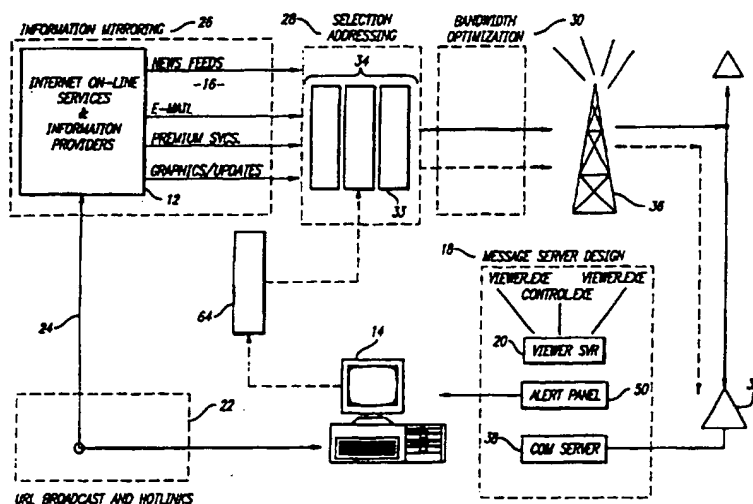 INFORMATION MIRRORING
26
28
SELECTION
ADDRESSING
BANDWIDTH
OPTIMIZATION
30
INTERNET ON-LINE
SERVICES
&
INFORMATION
PROVIDERS
12
NEWS FEEDS
-16-
E-MAIL
PREMIUM SVCS.
GRAPHICS/UPDATES
34
33
36
24
64
14
22
URL BROADCAST AND HOTLINKS
18
MESSAGE SERVER DESIGN
VIEWER.EXE
VIEWER.EXE
CONTROL.EXE
20
VIEWER SVR
ALERT PANEL
50
38
COM SERVER